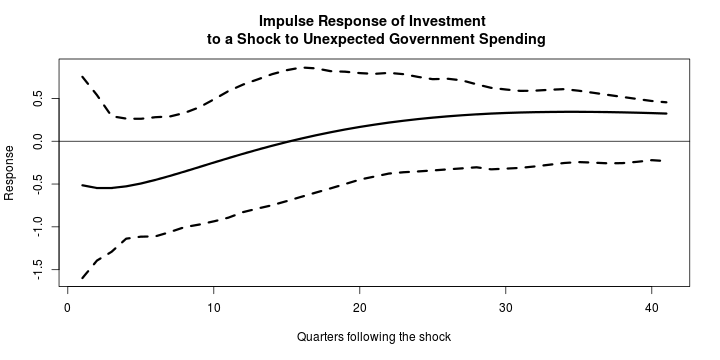 Impulse Response of Investment
to a Shock to Unexpected Government Spending
Response
0.5
0.0
-0.5
-1.0
-1.5
0 10 20 30 40
Quarters following the shock